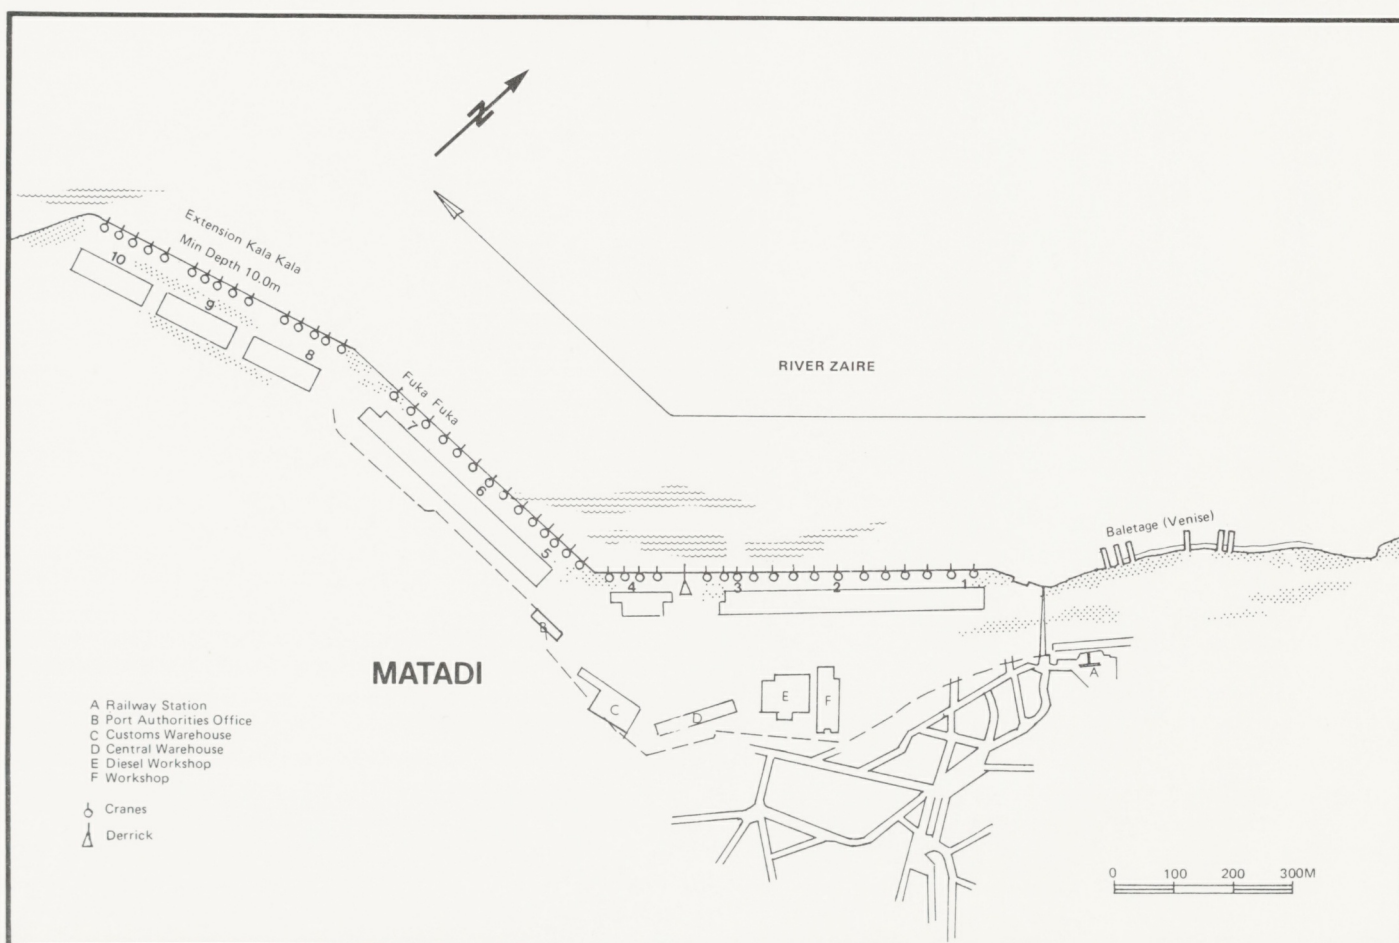 N
Extension Kala Kala
Min Depth 10.0m
10
9
8
Fuka Fuka
7
6
5
RIVER ZAIRE
Baletage (Venise)
4
3
2
1
B
MATADI
A
E
F
C
D
A Railway Station
B Port Authorities Office
C Customs Warehouse
D Central Warehouse
E Diesel Workshop
F Workshop
Cranes
Derrick
0 100 200 300M